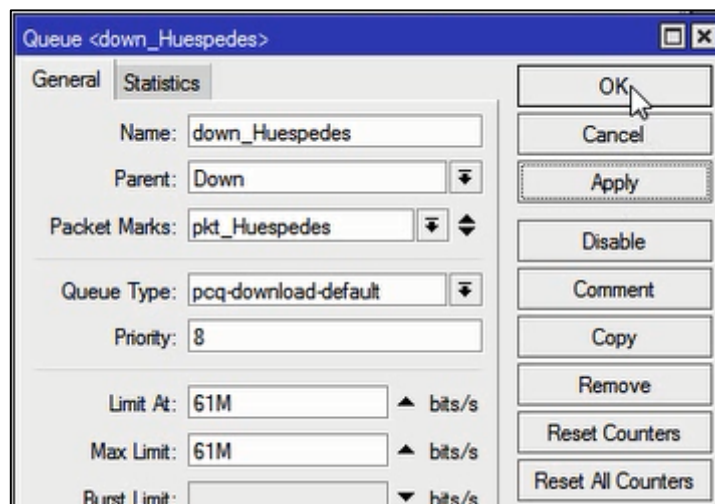 Queue <down_Huespedes>
General Statistics
OK
Name: down_Huespedes
Cancel
Parent: Down
Apply
Packet Marks: pkt_Huespedes
Disable
Queue Type: pcq-download-default
Comment
Priority: 8
Copy
Remove
Limit At: 61M bits/s
Reset Counters
Max Limit: 61M bits/s
Reset All Counters
Burst Limit: bits/s